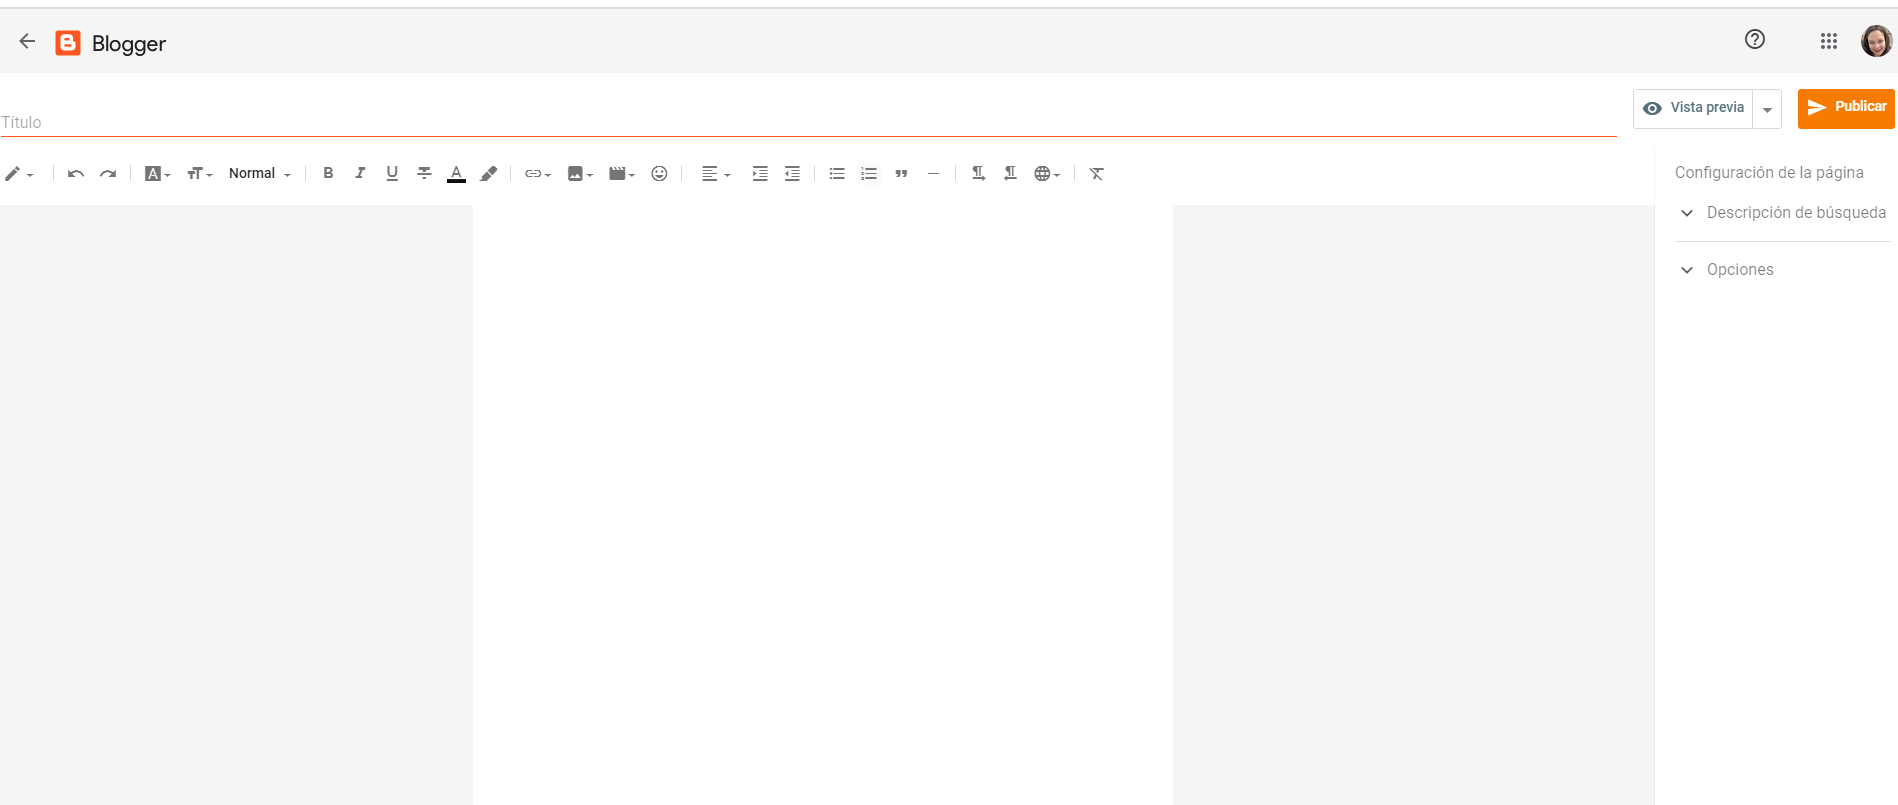 Blogger
Título
Vista previa
Publicar
Normal
Configuración de la página
Descripción de búsqueda
Opciones